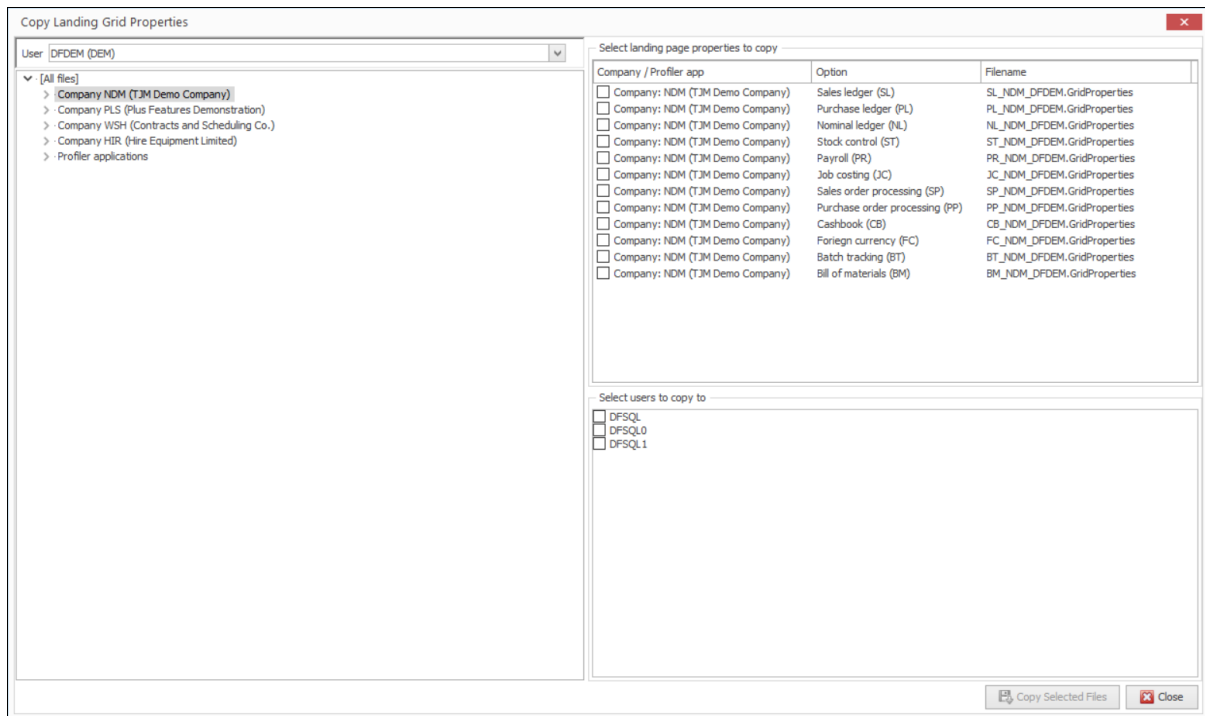 Copy Landing Grid Properties
User DFDEM (DEM)
[All files]
Company NDM (TJM Demo Company)
Company PLS (Plus Features Demonstration)
Company WSH (Contracts and Scheduling Co.)
Company HIR (Hire Equipment Limited)
Profiler applications
Select landing page properties to copy
Company / Profiler app Option Filename
Company: NDM (TJM Demo Company) Sales ledger (SL) SL_NDM_DFDEM.GridProperties
Company: NDM (TJM Demo Company) Purchase ledger (PL) PL_NDM_DFDEM.GridProperties
Company: NDM (TJM Demo Company) Nominal ledger (NL) NL_NDM_DFDEM.GridProperties
Company: NDM (TJM Demo Company) Stock control (ST) ST_NDM_DFDEM.GridProperties
Company: NDM (TJM Demo Company) Payroll (PR) PR_NDM_DFDEM.GridProperties
Company: NDM (TJM Demo Company) Job costing (JC) JC_NDM_DFDEM.GridProperties
Company: NDM (TJM Demo Company) Sales order processing (SP) SP_NDM_DFDEM.GridProperties
Company: NDM (TJM Demo Company) Purchase order processing (PP) PP_NDM_DFDEM.GridProperties
Company: NDM (TJM Demo Company) Cashbook (CB) CB_NDM_DFDEM.GridProperties
Company: NDM (TJM Demo Company) Foriegn currency (FC) FC_NDM_DFDEM.GridProperties
Company: NDM (TJM Demo Company) Batch tracking (BT) BT_NDM_DFDEM.GridProperties
Company: NDM (TJM Demo Company) Bill of materials (BM) BM_NDM_DFDEM.GridProperties
Select users to copy to
DFSQL
DFSQL0
DFSQL1
Copy Selected Files Close